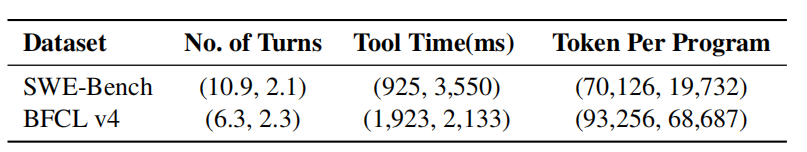 Dataset No. of Turns Tool Time(ms) Token Per Program
SWE-Bench (10.9, 2.1) (925, 3,550) (70,126, 19,732)
BFCL v4 (6.3, 2.3) (1,923, 2,133) (93,256, 68,687)